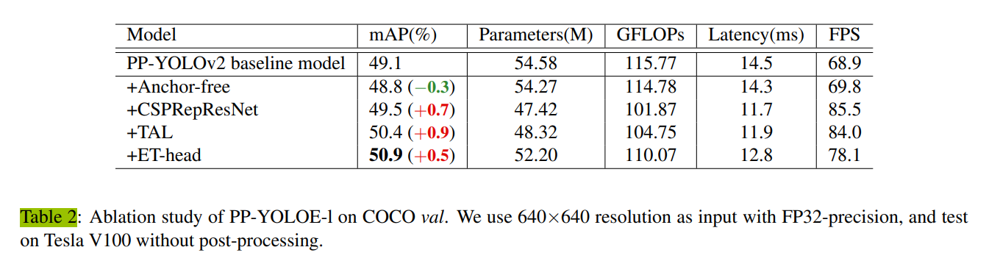 Model mAP(%) Parameters(M) GFLOPs Latency(ms) FPS
PP-YOLOv2 baseline model 49.1 54.58 115.77 14.5 68.9
+Anchor-free 48.8 (−0.3) 54.27 114.78 14.3 69.8
+CSPRepResNet 49.5 (+0.7) 47.42 101.87 11.7 85.5
+TAL 50.4 (+0.9) 48.32 104.75 11.9 84.0
+ET-head 50.9 (+0.5) 52.20 110.07 12.8 78.1
Table 2: Ablation study of PP-YOLOE-l on COCO val. We use 640×640 resolution as input with FP32-precision, and test
on Tesla V100 without post-processing.